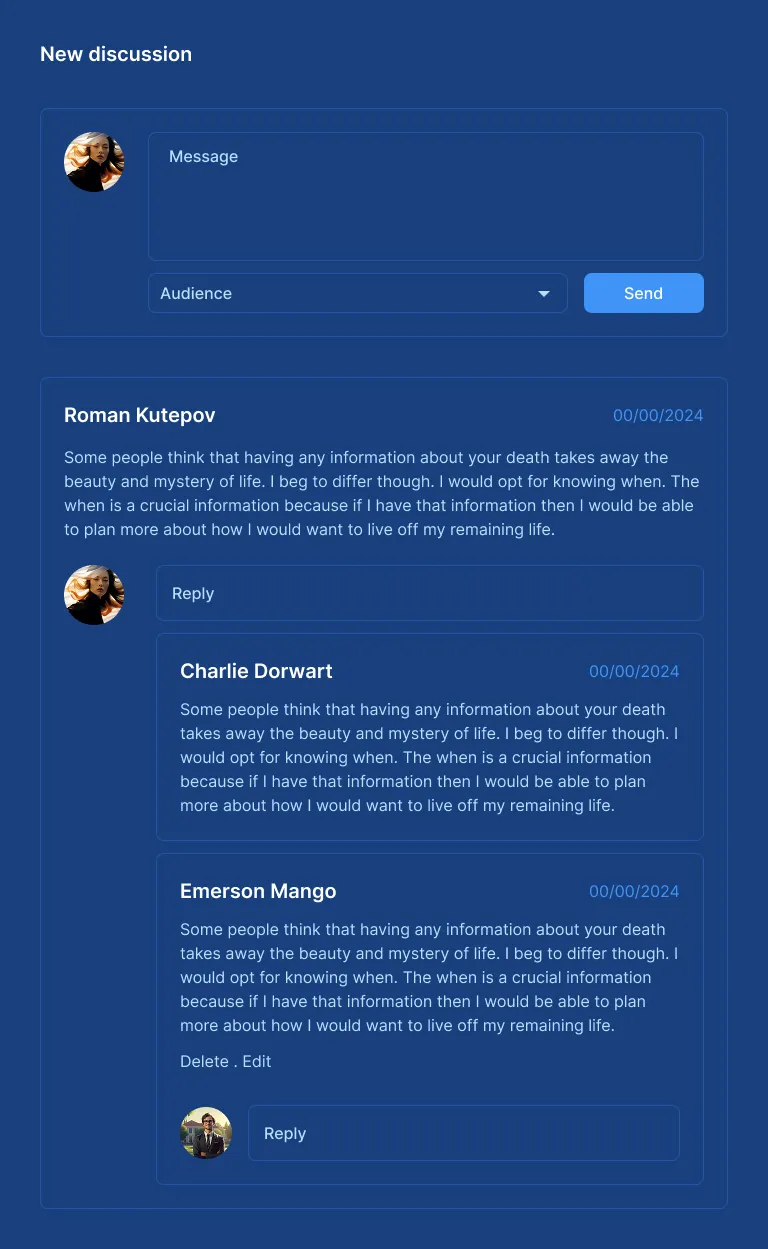 New discussion
Message
Audience
Send
Roman Kutepov
00/00/2024
Some people think that having any information about your death takes away the
beauty and mystery of life. I beg to differ though. I would opt for knowing when. The
when is a crucial information because if I have that information then I would be able
to plan more about how I would want to live off my remaining life.
Reply
Charlie Dorwart
00/00/2024
Some people think that having any information about your death
takes away the beauty and mystery of life. I beg to differ though. I
would opt for knowing when. The when is a crucial information
because if I have that information then I would be able to plan
more about how I would want to live off my remaining life.
Emerson Mango
00/00/2024
Some people think that having any information about your death
takes away the beauty and mystery of life. I beg to differ though. I
would opt for knowing when. The when is a crucial information
because if I have that information then I would be able to plan
more about how I would want to live off my remaining life.
Delete . Edit
Reply